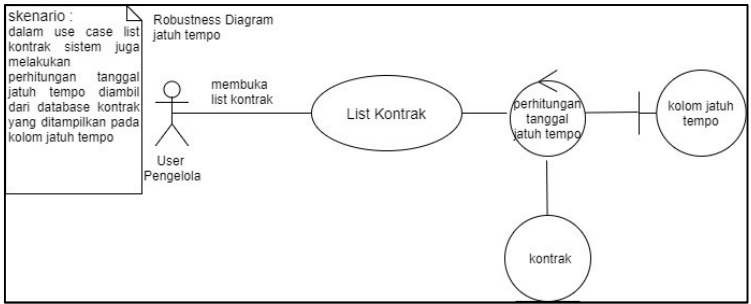 skenario :
dalam use case list
kontrak sistem juga
melakukan
perhitungan tanggal
jatuh tempo diambil
dari database kontrak
yang ditampilkan pada
kolom jatuh tempo
Robustness Diagram
jatuh tempo
User
Pengelola
membuka
list kontrak
List Kontrak
perhitungan
tanggal
jatuh tempo
kolom jatuh
tempo
kontrak